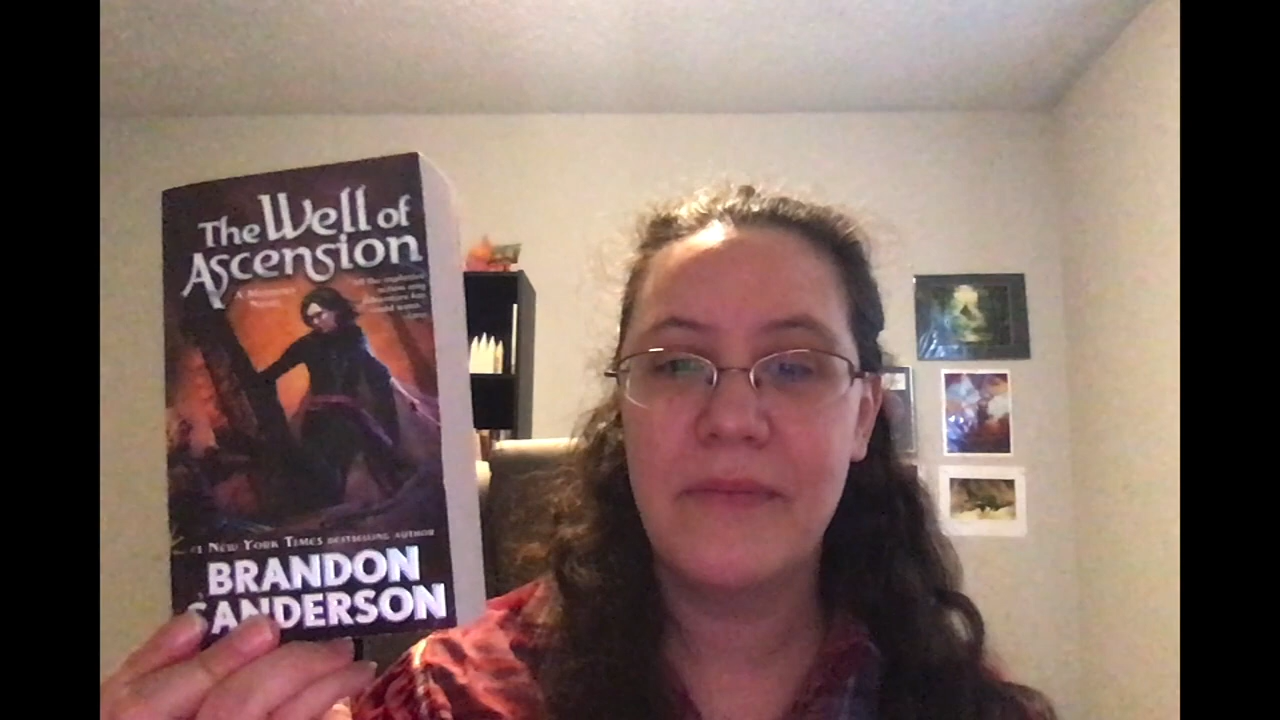 The Well of
Ascension
#1 New York Times BESTSELLING AUTHOR
BRANDON
SANDERSON